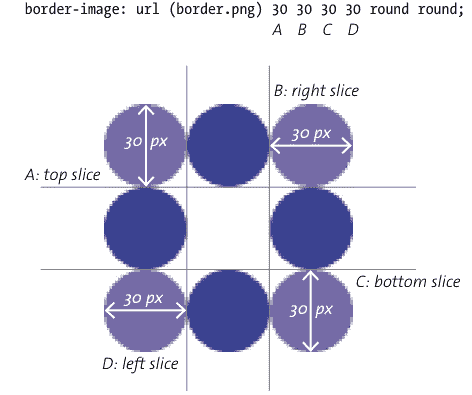 border-image: url (border.png) 30 30 30 30 round round;
A B C D
B: right slice
30 px
30 px
A: top slice
C: bottom slice
30 px
30 px
D: left slice